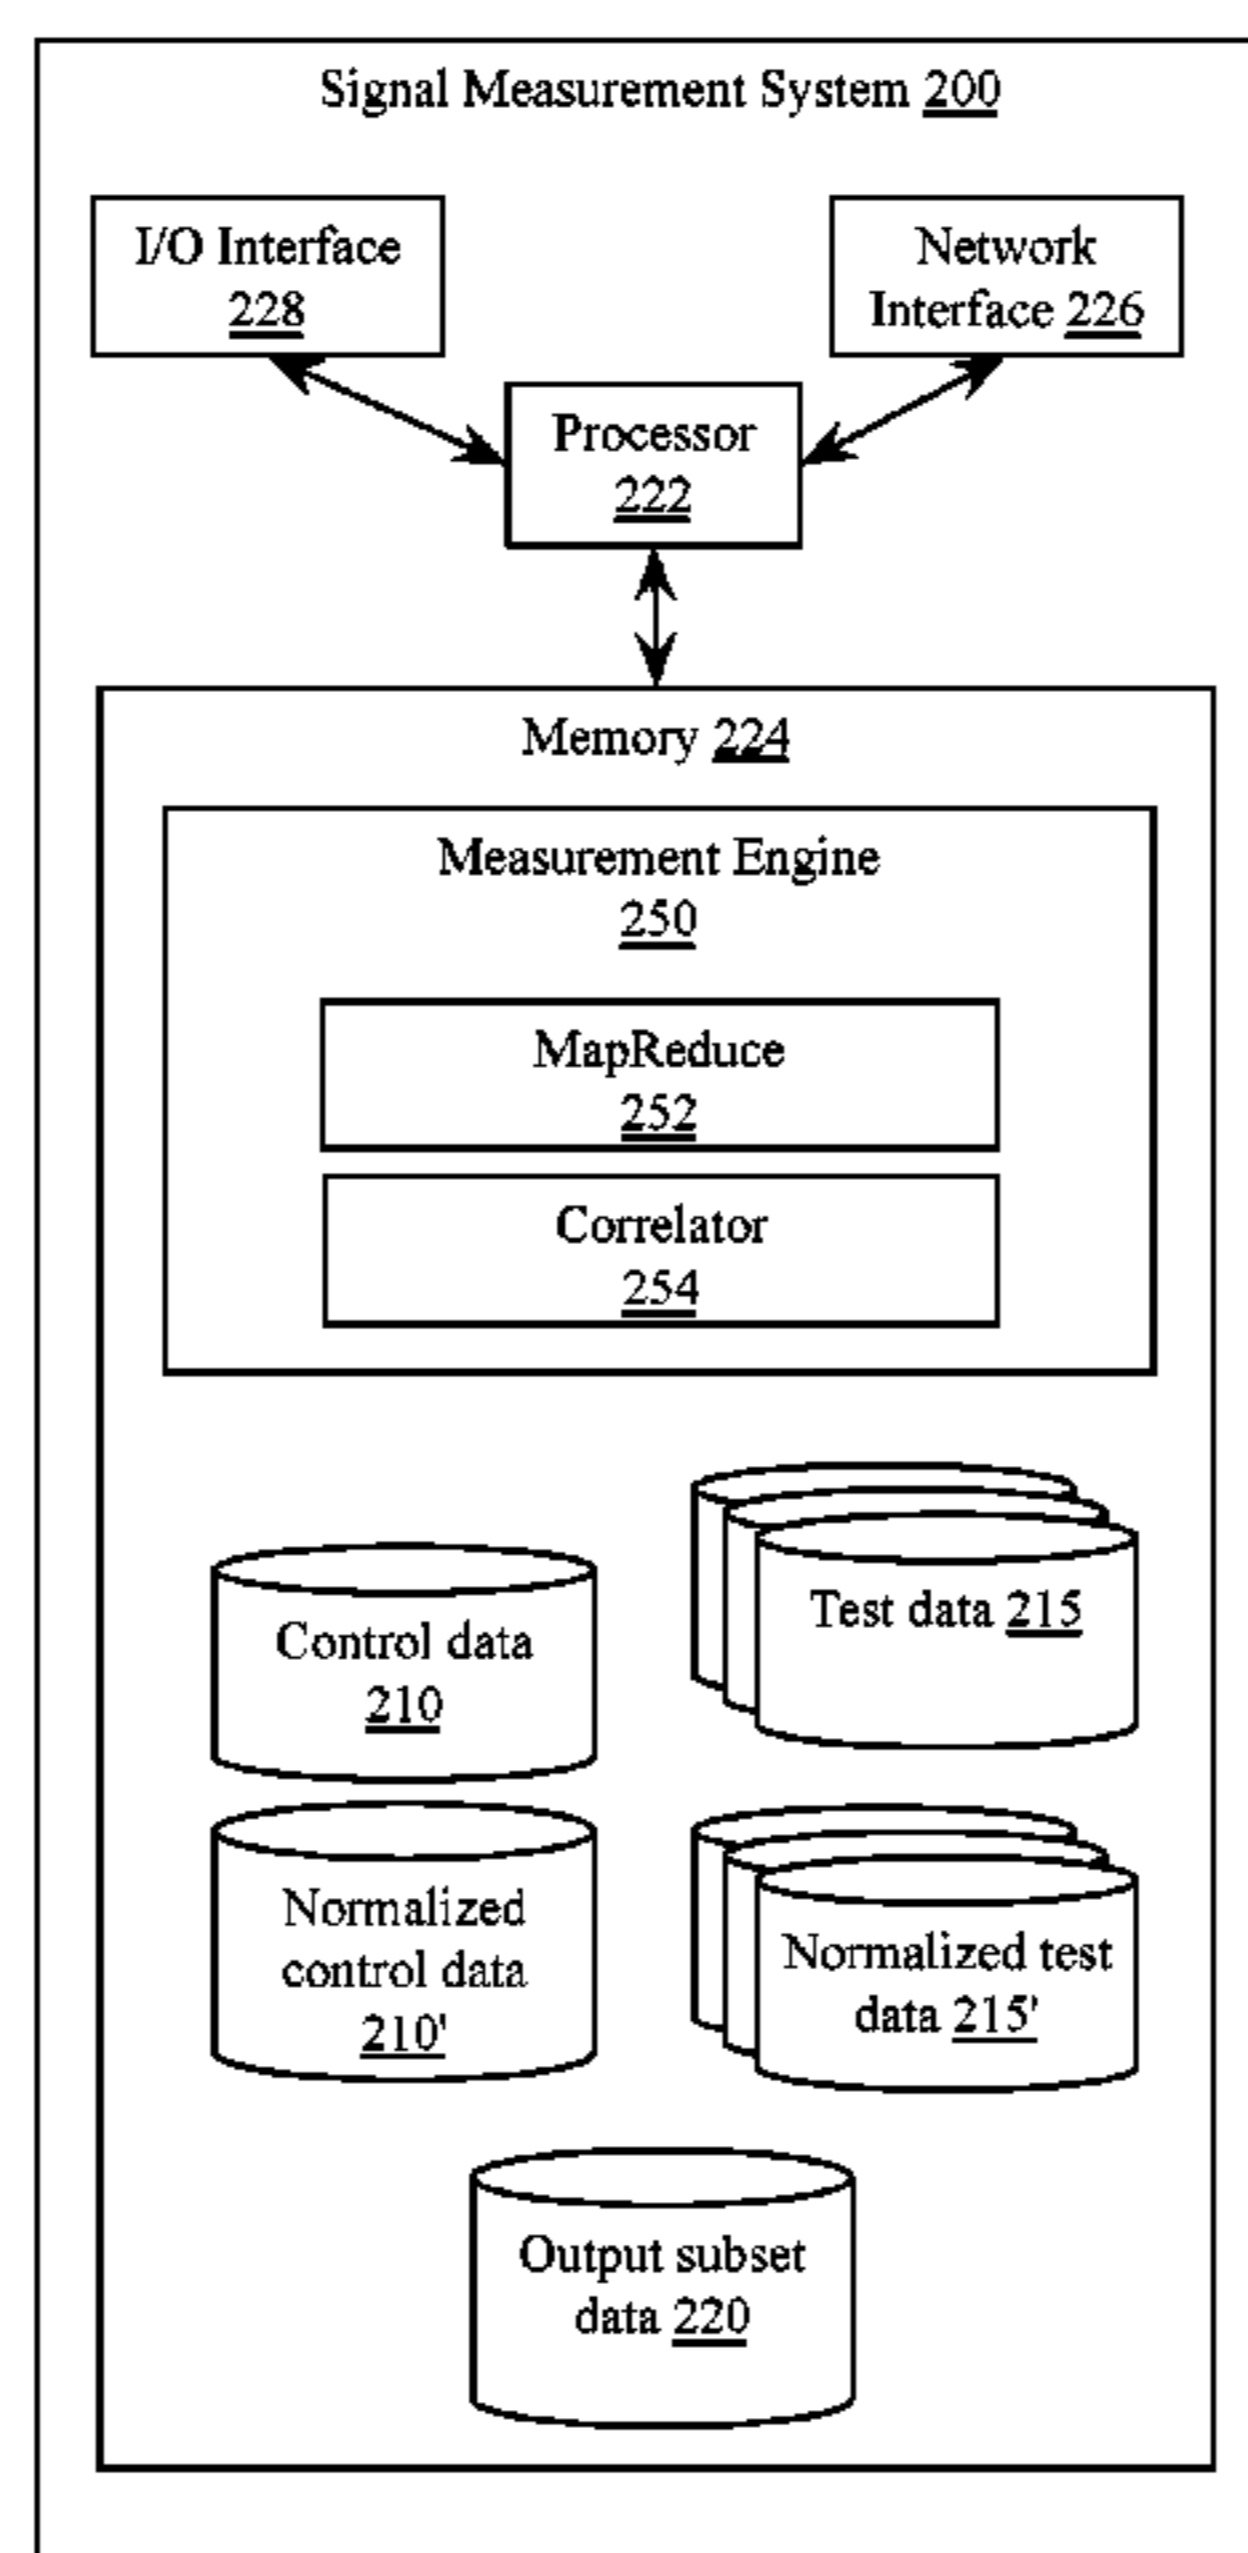 Signal Measurement System 200
I/O Interface
228
Network
Interface 226
Processor
222
Memory 224
Measurement Engine
250
MapReduce
252
Correlator
254
Test data 215
Control data
210
Normalized
control data
210'
Normalized test
data 215'
Output subset
data 220